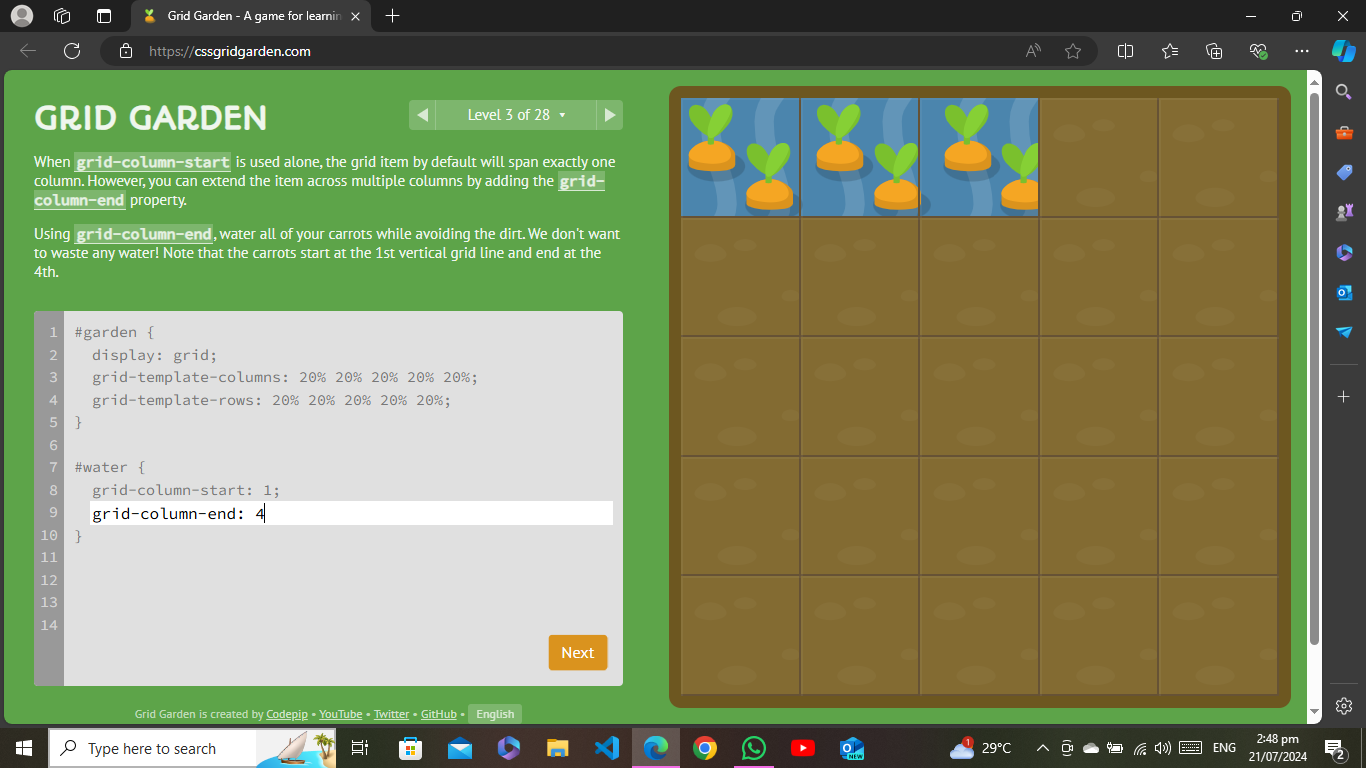 Grid Garden - A game for learnin
https://cssgridgarden.com
GRID GARDEN
Level 3 of 28
When grid-column-start is used alone, the grid item by default will span exactly one
column. However, you can extend the item across multiple columns by adding the grid-
column-end property.
Using grid-column-end, water all of your carrots while avoiding the dirt. We don't want
to waste any water! Note that the carrots start at the 1st vertical grid line and end at the
4th.
1 #garden {
2 display: grid;
3 grid-template-columns: 20% 20% 20% 20% 20%;
4 grid-template-rows: 20% 20% 20% 20% 20%;
5 }
6
7 #water {
8 grid-column-start: 1;
9 grid-column-end: 4
10 }
11
12
13
14
Next
Grid Garden is created by Codepip • YouTube • Twitter • GitHub • English
Type here to search
NEW
1
29°C
ENG
2:48 pm
21/07/2024
2